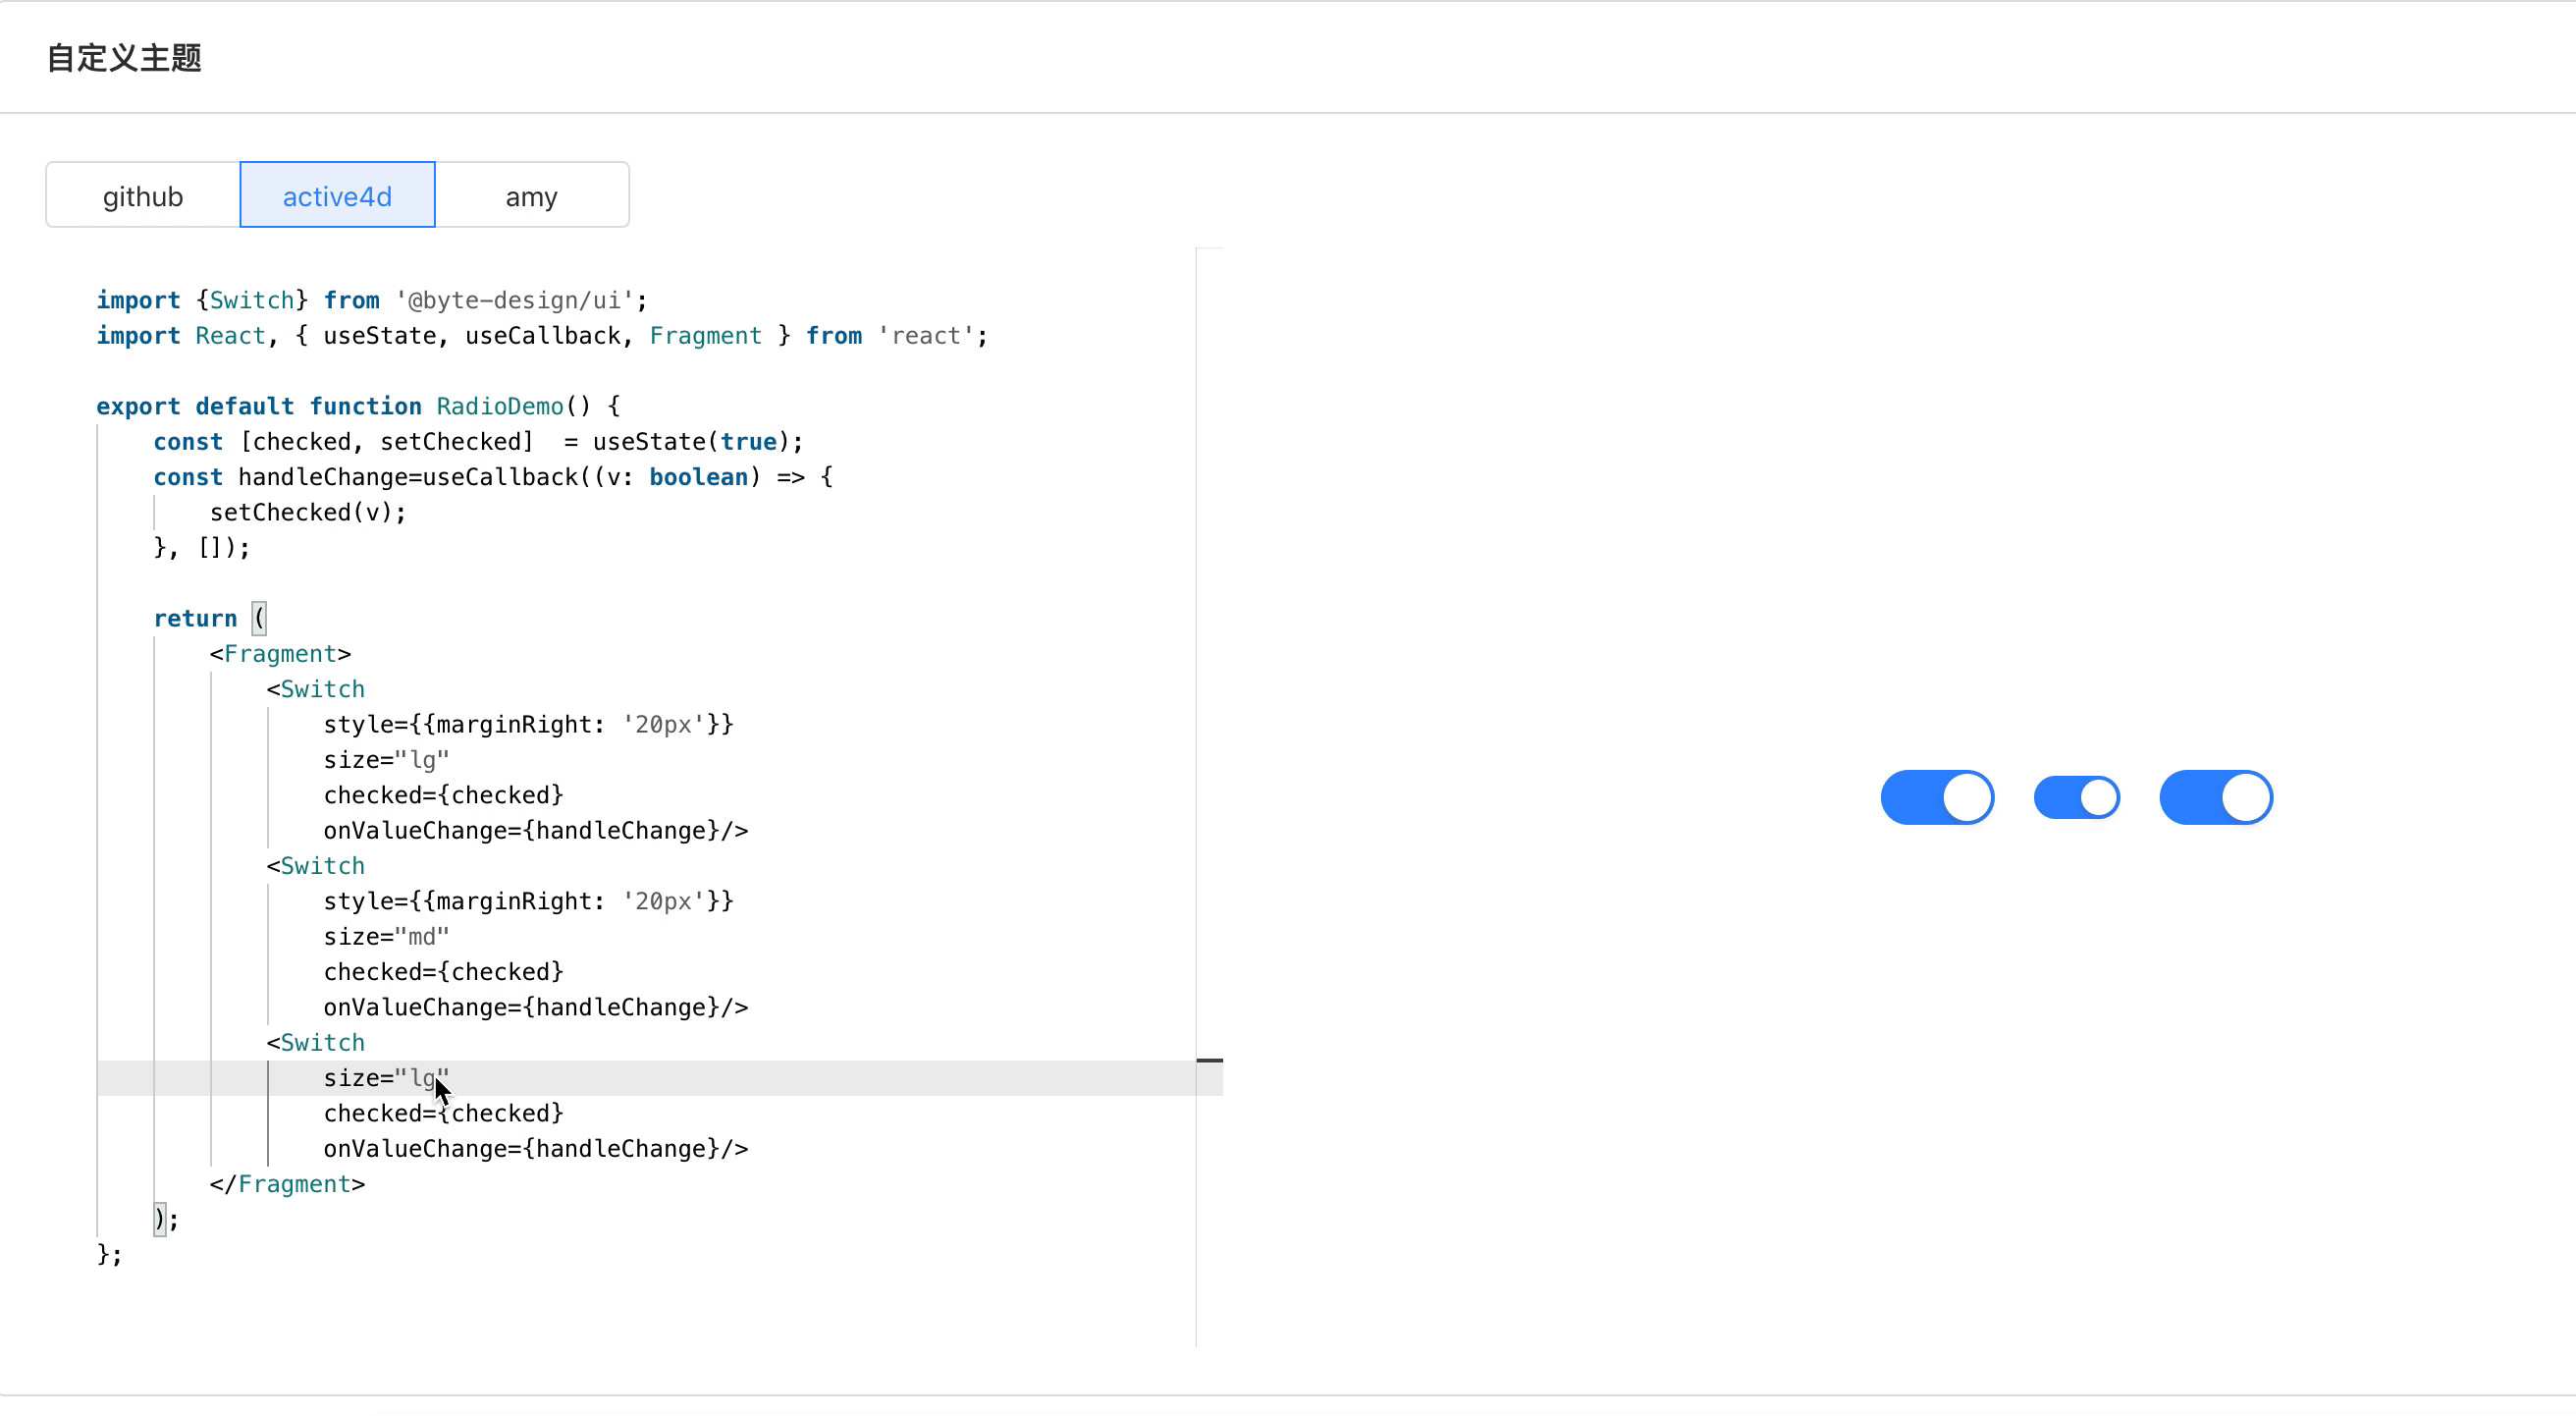 自定义主题
github active4d amy
import {Switch} from '@byte-design/ui';
import React, { useState, useCallback, Fragment } from 'react';
export default function RadioDemo() {
    const [checked, setChecked]  = useState(true);
    const handleChange=useCallback((v: boolean) => {
        setChecked(v);
    }, []);
    return (
        <Fragment>
            <Switch
                style={{marginRight: '20px'}}
                size="lg"
                checked={checked}
                onValueChange={handleChange}/>
            <Switch
                style={{marginRight: '20px'}}
                size="md"
                checked={checked}
                onValueChange={handleChange}/>
            <Switch
                size="lg"
                checked={checked}
                onValueChange={handleChange}/>
        </Fragment>
    );
};